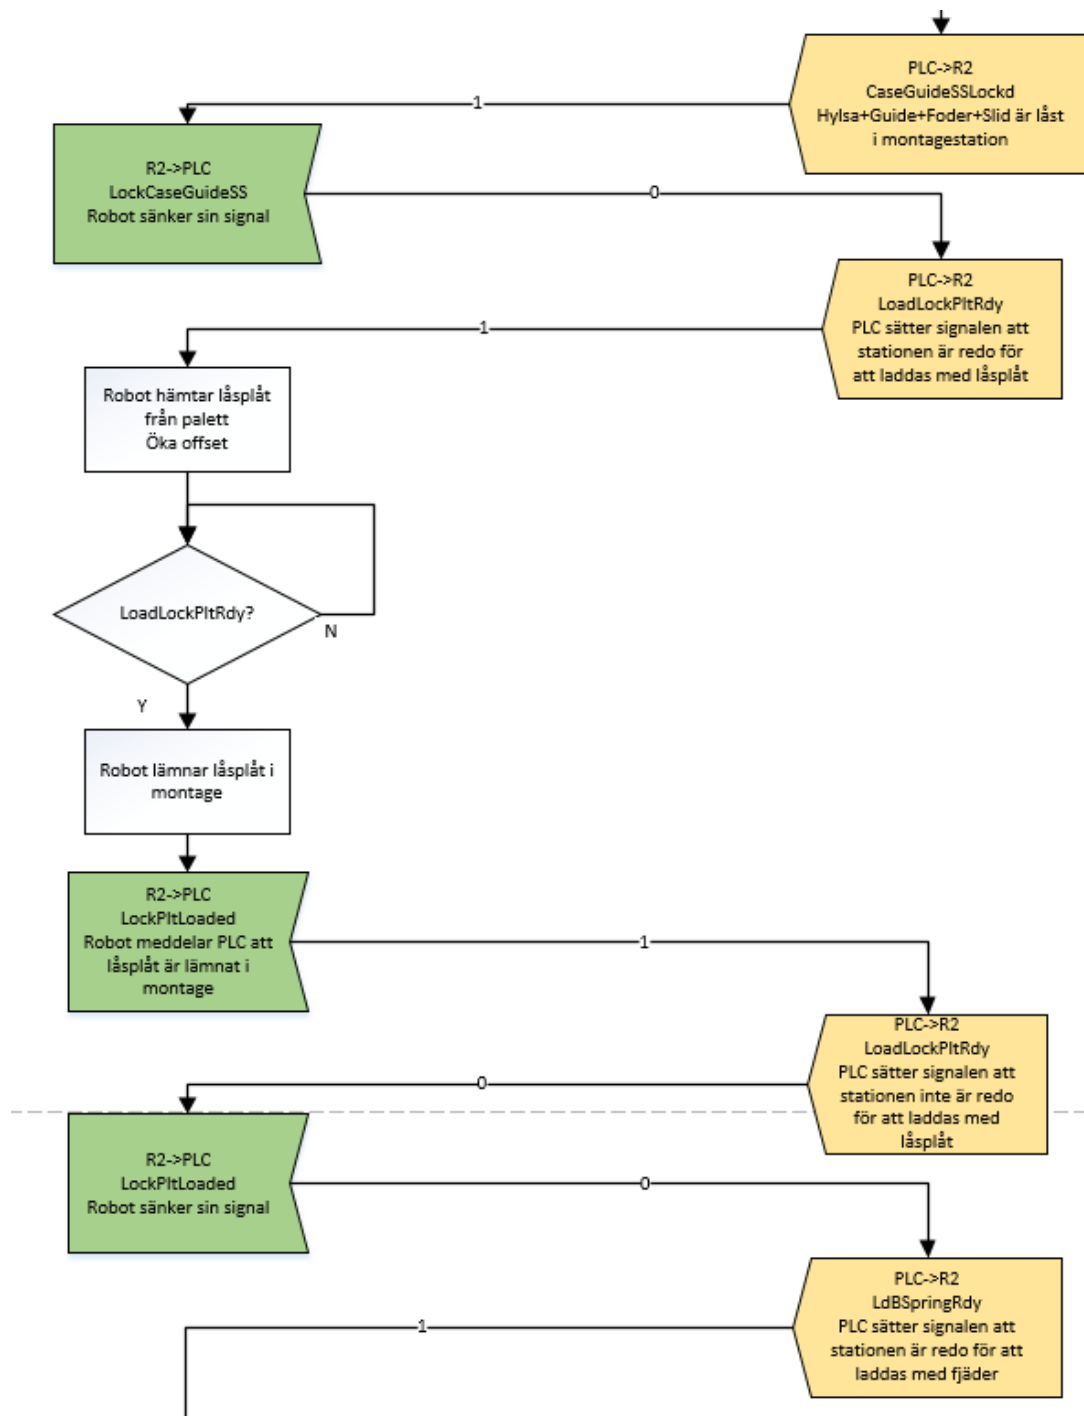 PLC->R2
CaseGuideSSLockd
Hylsa+Guide+Foder+Slid är låst
i montagestation
1
R2->PLC
LockCaseGuideSS
Robot sänker sin signal
0
PLC->R2
LoadLockPltRdy
PLC sätter signalen att
stationen är redo för
att laddas med låsplåt
1
Robot hämtar låsplåt
från palett
Öka offset
LoadLockPltRdy?
N
Y
Robot lämnar låsplåt i
montage
R2->PLC
LockPltLoaded
Robot meddelar PLC att
låsplåt är lämnat i
montage
1
PLC->R2
LoadLockPltRdy
PLC sätter signalen att
stationen inte är redo
för att laddas med
låsplåt
0
R2->PLC
LockPltLoaded
Robot sänker sin signal
0
PLC->R2
LdBSpringRdy
PLC sätter signalen att
stationen är redo för att
laddas med fjäder
1